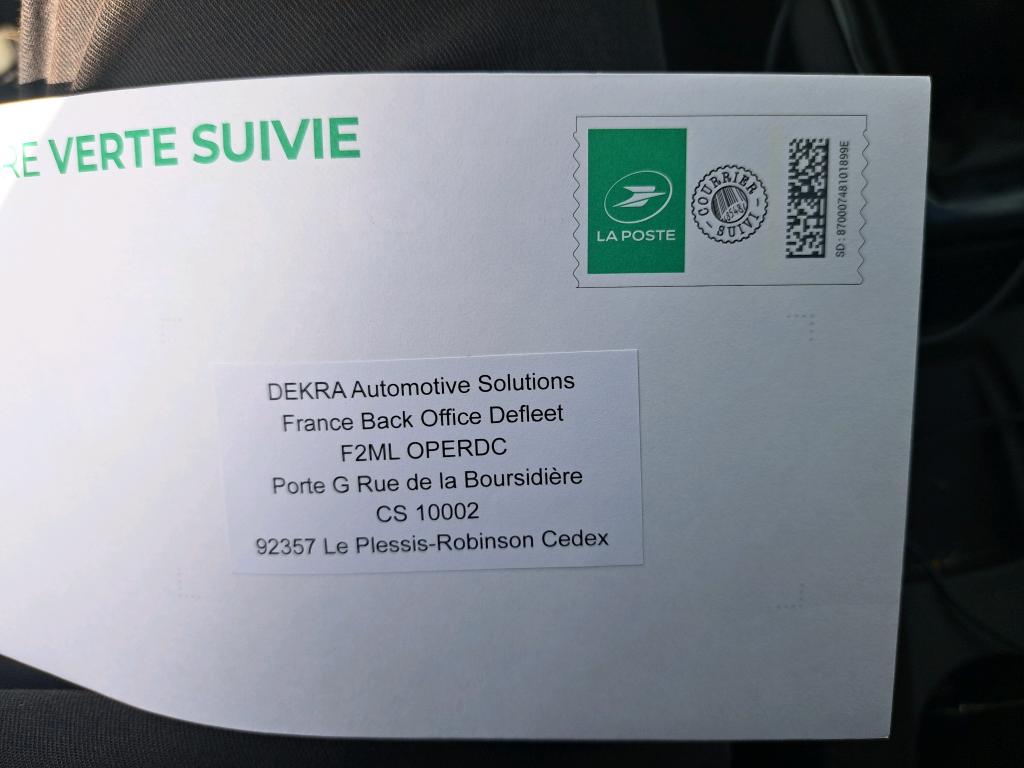 RE VERTE SUIVIE
LA POSTE
COURRIER
SUIVI
SD : 87000748101899E
DEKRA Automotive Solutions
France Back Office Defleet
F2ML OPERDC
Porte G Rue de la Boursidière
CS 10002
92357 Le Plessis-Robinson Cedex